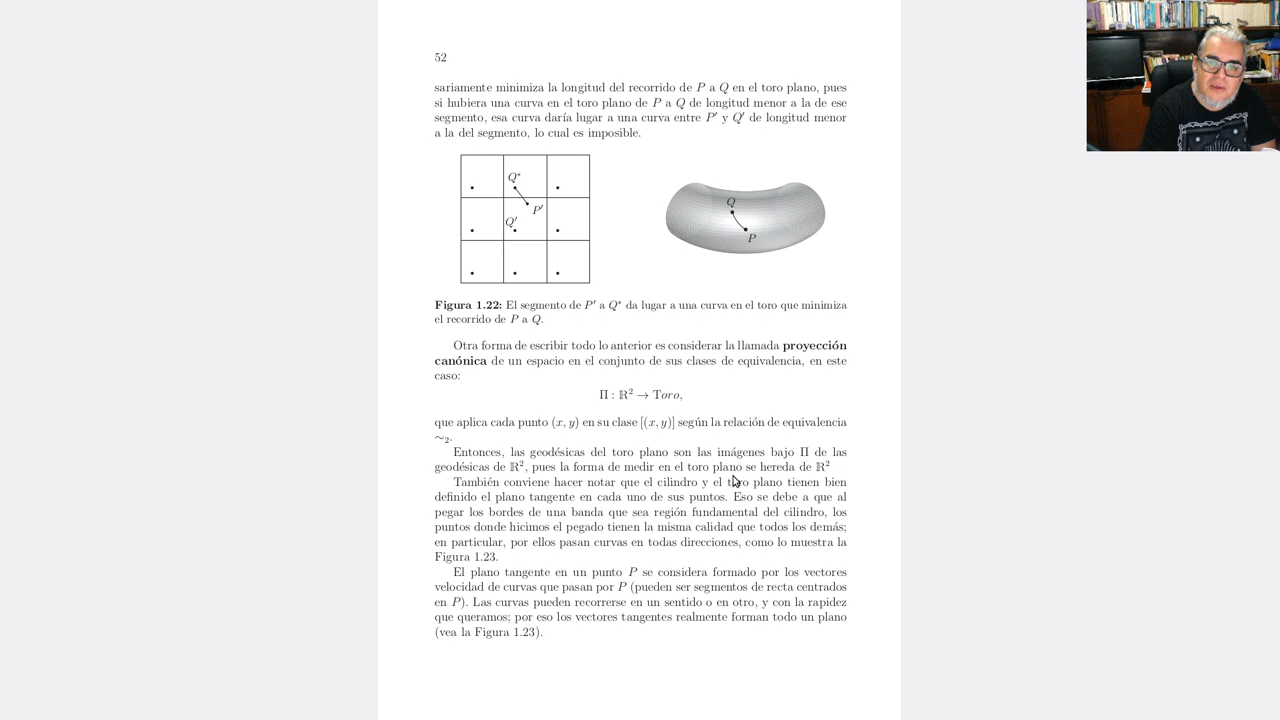 52
sariamente minimiza la longitud del recorrido de P a Q en el toro plano, pues
si hubiera una curva en el toro plano de P a Q de longitud menor a la de ese
segmento, esa curva daría lugar a una curva entre P′ y Q′ de longitud menor
a la del segmento, lo cual es imposible.
Q*
P′
Q′
Q
P
Figura 1.22: El segmento de P′ a Q* da lugar a una curva en el toro que minimiza
el recorrido de P a Q.
Otra forma de escribir todo lo anterior es considerar la llamada proyección
canónica de un espacio en el conjunto de sus clases de equivalencia, en este
caso:
Π : ℝ² → Toro,
que aplica cada punto (x, y) en su clase [(x, y)] según la relación de equivalencia
∼₂.
Entonces, las geodésicas del toro plano son las imágenes bajo Π de las
geodésicas de ℝ², pues la forma de medir en el toro plano se hereda de ℝ²
También conviene hacer notar que el cilindro y el toro plano tienen bien
definido el plano tangente en cada uno de sus puntos. Eso se debe a que al
pegar los bordes de una banda que sea región fundamental del cilindro, los
puntos donde hicimos el pegado tienen la misma calidad que todos los demás;
en particular, por ellos pasan curvas en todas direcciones, como lo muestra la
Figura 1.23.
El plano tangente en un punto P se considera formado por los vectores
velocidad de curvas que pasan por P (pueden ser segmentos de recta centrados
en P). Las curvas pueden recorrerse en un sentido o en otro, y con la rapidez
que queramos; por eso los vectores tangentes realmente forman todo un plano
(vea la Figura 1.23).